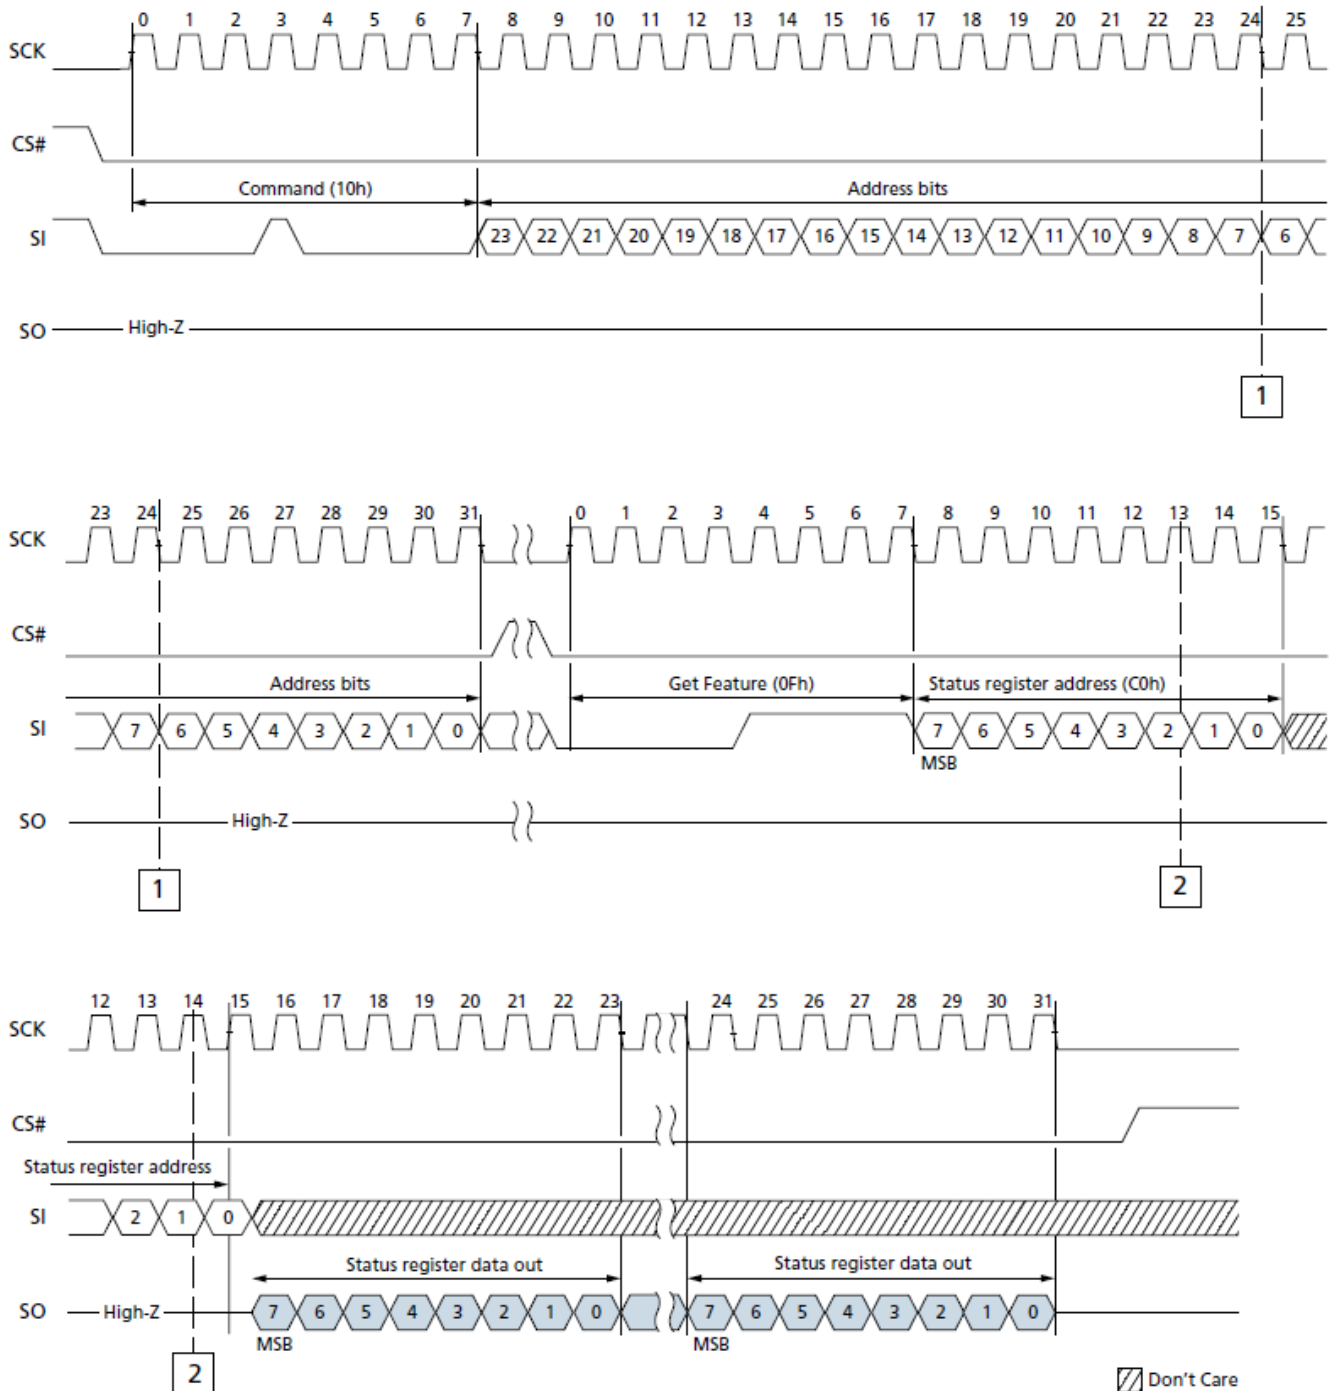 0 1 2 3 4 5 6 7 8 9 10 11 12 13 14 15 16 17 18 19 20 21 22 23 24 25
SCK
CS#
Command (10h) Address bits
SI 23 22 21 20 19 18 17 16 15 14 13 12 11 10 9 8 7 6
SO High-Z
1
23 24 25 26 27 28 29 30 31 0 1 2 3 4 5 6 7 8 9 10 11 12 13 14 15
SCK
CS#
Address bits Get Feature (0Fh) Status register address (C0h)
SI 7 6 5 4 3 2 1 0 7 6 5 4 3 2 1 0
MSB
SO High-Z
1 2
12 13 14 15 16 17 18 19 20 21 22 23 24 25 26 27 28 29 30 31
SCK
CS#
Status register address
SI 2 1 0
Status register data out Status register data out
SO High-Z 7 6 5 4 3 2 1 0 7 6 5 4 3 2 1 0
MSB MSB
2
Don't Care